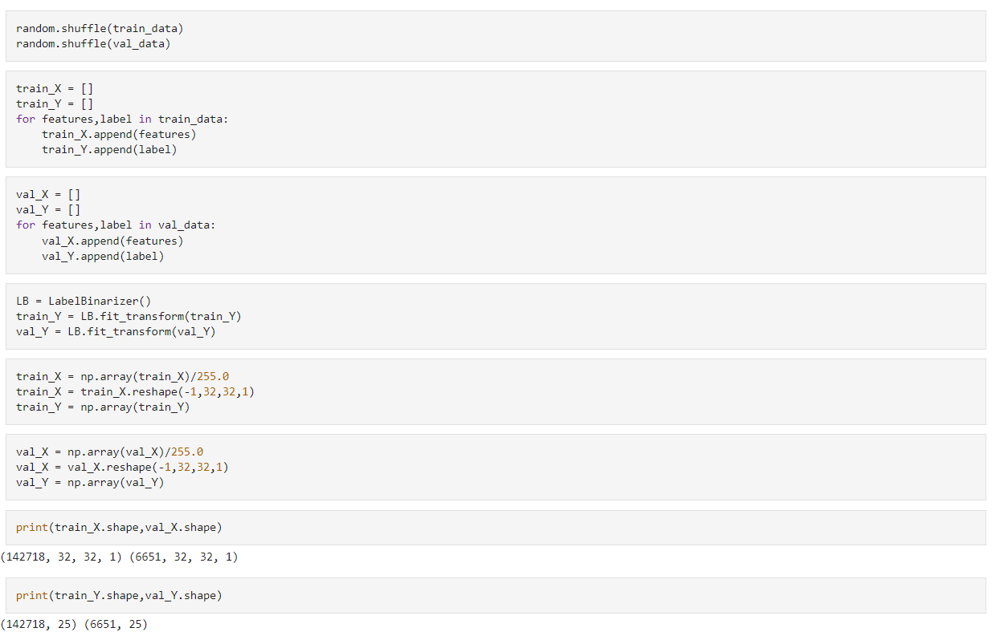 random.shuffle(train_data)
random.shuffle(val_data)
train_X = []
train_Y = []
for features,label in train_data:
    train_X.append(features)
    train_Y.append(label)
val_X = []
val_Y = []
for features,label in val_data:
    val_X.append(features)
    val_Y.append(label)
LB = LabelBinarizer()
train_Y = LB.fit_transform(train_Y)
val_Y = LB.fit_transform(val_Y)
train_X = np.array(train_X)/255.0
train_X = train_X.reshape(-1,32,32,1)
train_Y = np.array(train_Y)
val_X = np.array(val_X)/255.0
val_X = val_X.reshape(-1,32,32,1)
val_Y = np.array(val_Y)
print(train_X.shape,val_X.shape)
(142718, 32, 32, 1) (6651, 32, 32, 1)
print(train_Y.shape,val_Y.shape)
(142718, 25) (6651, 25)